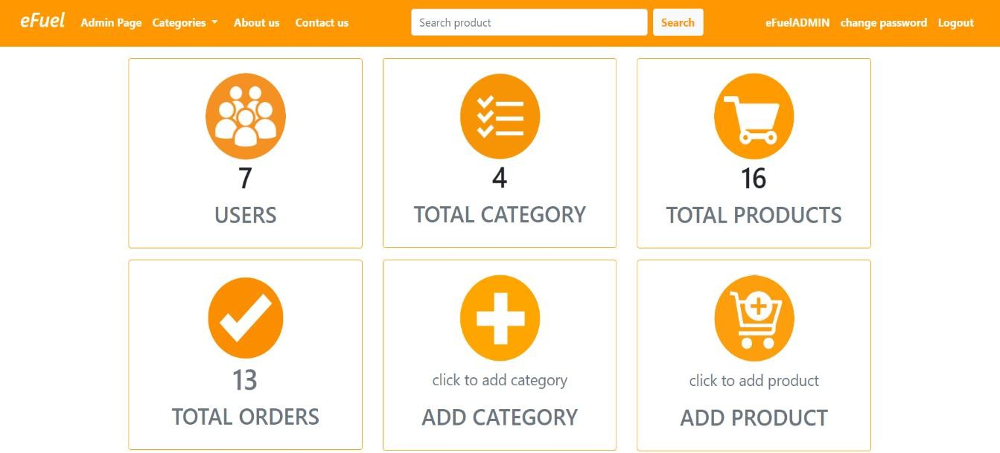 eFuel Admin Page Categories About us Contact us Search product Search eFuelADMIN change password Logout
7
USERS
4
TOTAL CATEGORY
16
TOTAL PRODUCTS
13
TOTAL ORDERS
click to add category
ADD CATEGORY
click to add product
ADD PRODUCT